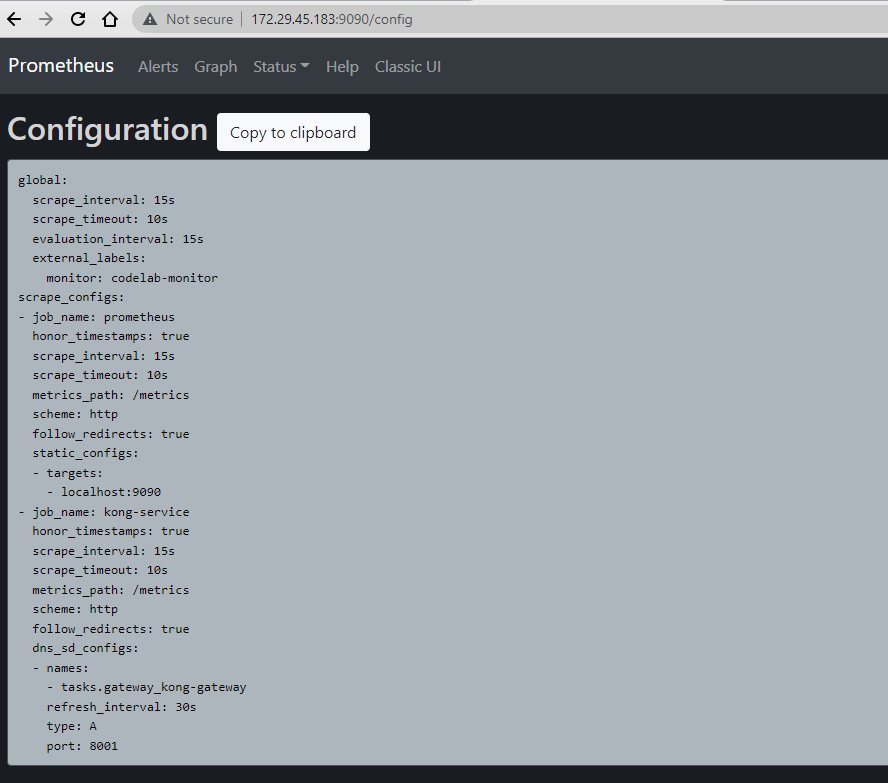 Not secure | 172.29.45.183:9090/config
Prometheus Alerts Graph Status Help Classic UI
Configuration Copy to clipboard
global:
  scrape_interval: 15s
  scrape_timeout: 10s
  evaluation_interval: 15s
  external_labels:
    monitor: codelab-monitor
scrape_configs:
- job_name: prometheus
  honor_timestamps: true
  scrape_interval: 15s
  scrape_timeout: 10s
  metrics_path: /metrics
  scheme: http
  follow_redirects: true
  static_configs:
  - targets:
    - localhost:9090
- job_name: kong-service
  honor_timestamps: true
  scrape_interval: 15s
  scrape_timeout: 10s
  metrics_path: /metrics
  scheme: http
  follow_redirects: true
  dns_sd_configs:
  - names:
    - tasks.gateway_kong-gateway
    refresh_interval: 30s
    type: A
    port: 8001